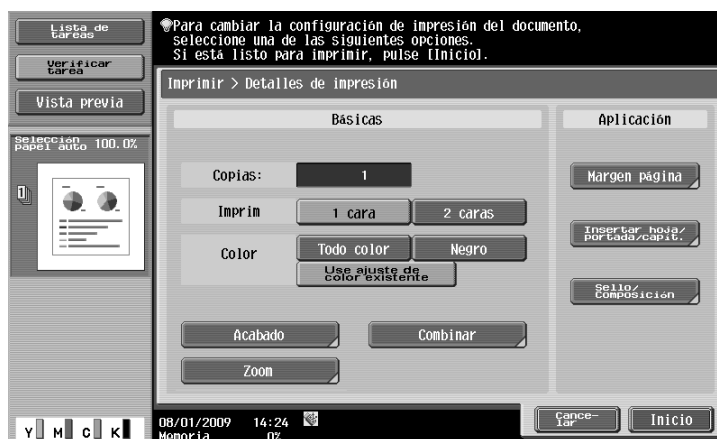 Lista de
tareas
Verificar
tarea
Vista previa
Selección
papel auto 100.0%
1
Para cambiar la configuración de impresión del documento,
seleccione una de las siguientes opciones.
Si está listo para imprimir, pulse [Inicio].
Imprimir > Detalles de impresión
Básicas
Copias: 1
Imprim 1 cara 2 caras
Color Todo color Negro
Use ajuste de
color existente
Acabado Combinar
Zoom
Aplicación
Margen página
Insertar hoja/
portada/capít.
Sello/
Composición
Y M C K
08/01/2009 14:24
Memoria 0%
Cance-
lar
Inicio